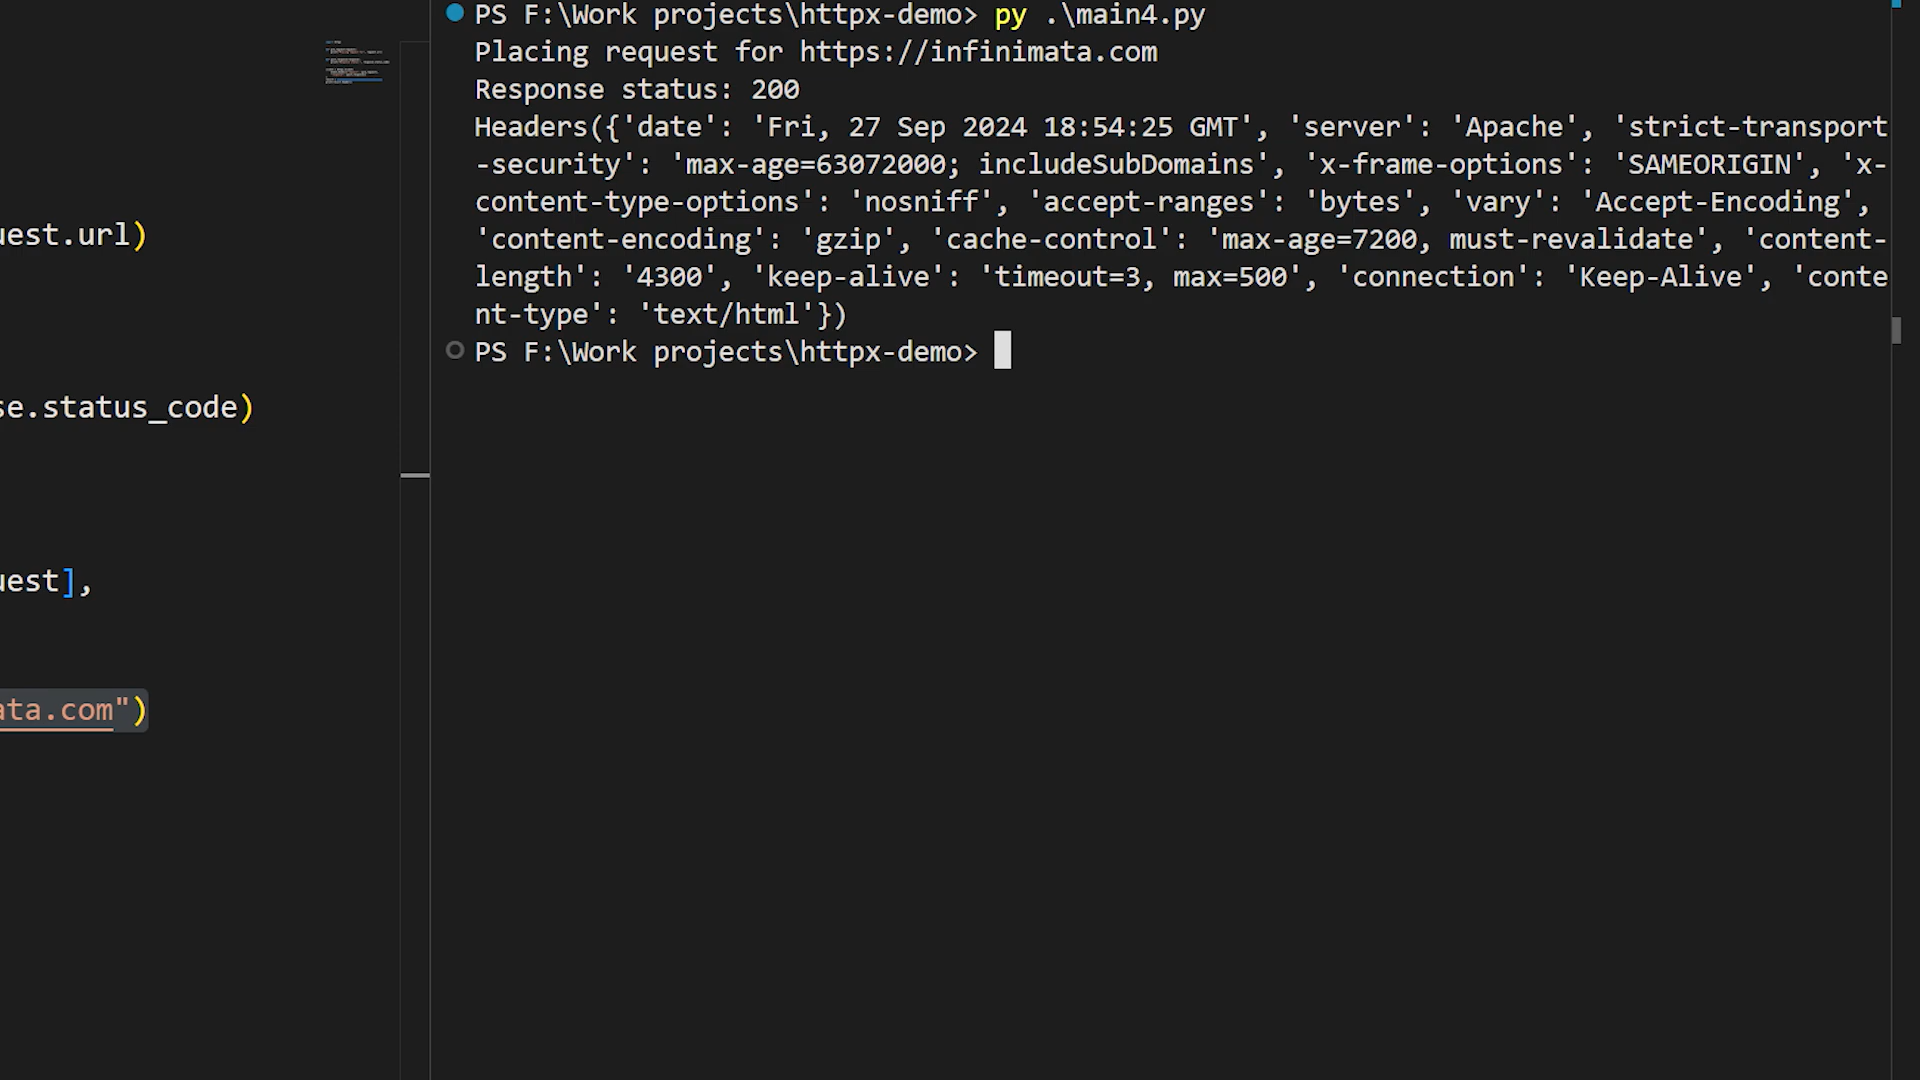 PS F:\Work projects\httpx-demo> py .\main4.py
Placing request for https://infinimata.com
Response status: 200
Headers({'date': 'Fri, 27 Sep 2024 18:54:25 GMT', 'server': 'Apache', 'strict-transport
-security': 'max-age=63072000; includeSubDomains', 'x-frame-options': 'SAMEORIGIN', 'x-
content-type-options': 'nosniff', 'accept-ranges': 'bytes', 'vary': 'Accept-Encoding',
'content-encoding': 'gzip', 'cache-control': 'max-age=7200, must-revalidate', 'content-
length': '4300', 'keep-alive': 'timeout=3, max=500', 'connection': 'Keep-Alive', 'conte
nt-type': 'text/html'})
PS F:\Work projects\httpx-demo>
uest.url)
se.status_code)
uest],
ata.com")